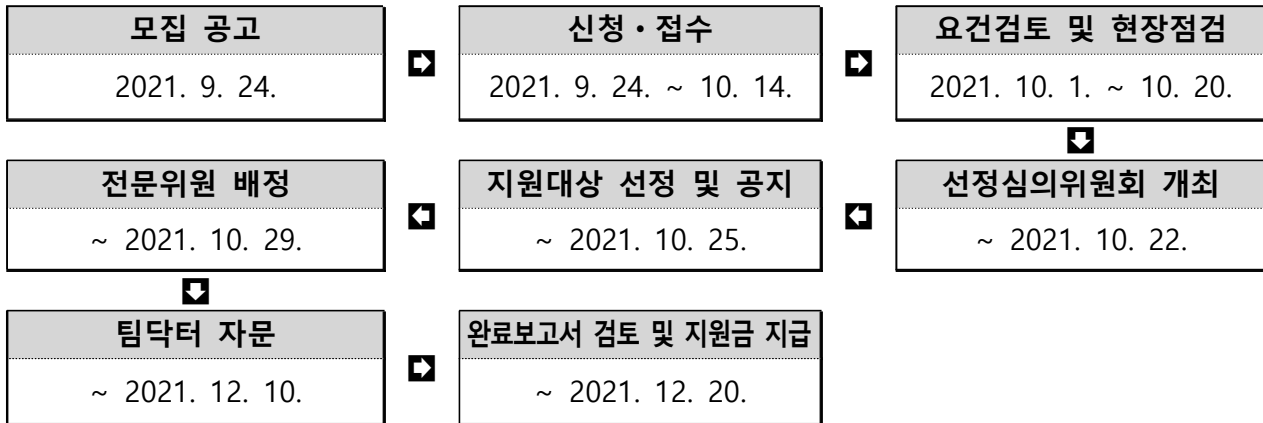 모집 공고
2021. 9. 24.
신청・접수
2021. 9. 24. ~ 10. 14.
요건검토 및 현장점검
2021. 10. 1. ~ 10. 20.
선정심의위원회 개최
~ 2021. 10. 22.
지원대상 선정 및 공지
~ 2021. 10. 25.
전문위원 배정
~ 2021. 10. 29.
팀닥터 자문
~ 2021. 12. 10.
완료보고서 검토 및 지원금 지급
~ 2021. 12. 20.